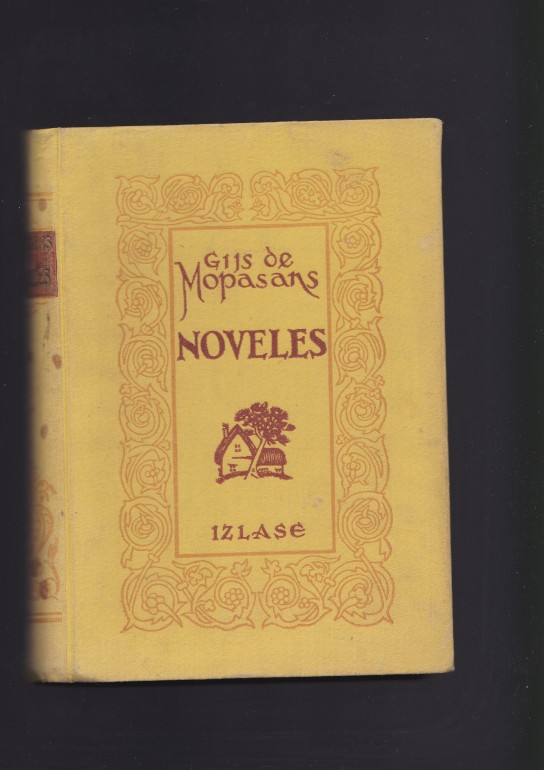 Gijs de
Mopasans
NOVELES
IZLASE